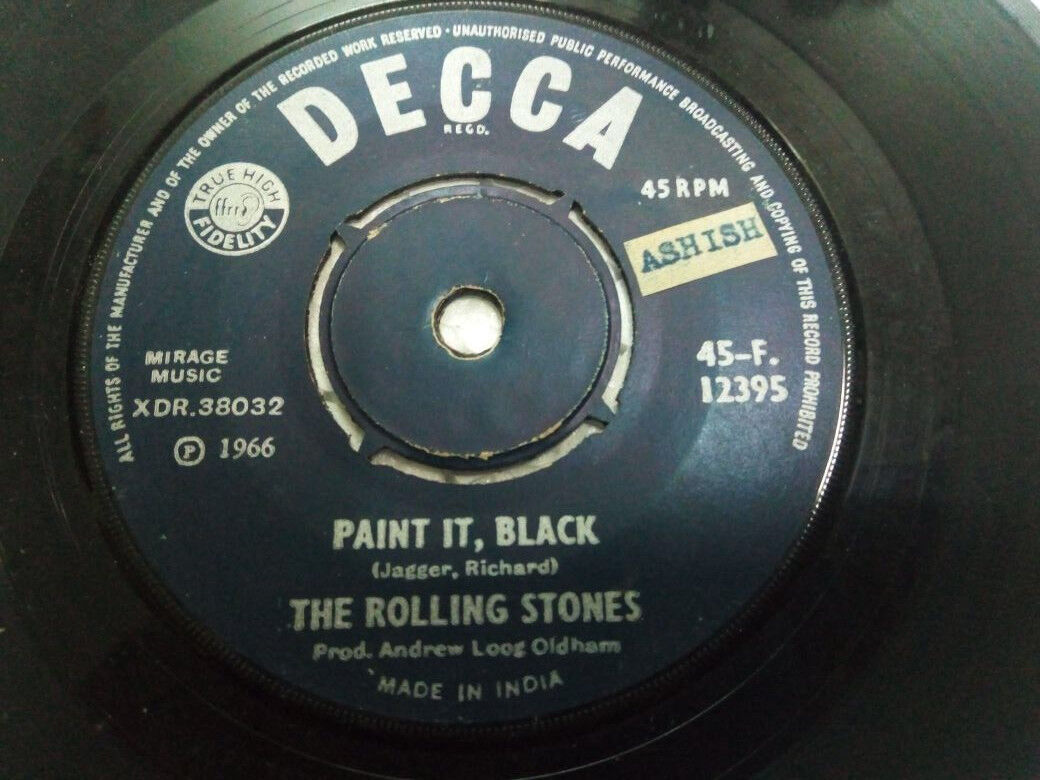 ALL RIGHTS OF THE MANUFACTURER AND OF THE OWNER OF THE RECORDED WORK RESERVED · UNAUTHORISED PUBLIC PERFORMANCE BROADCASTING AND COPYING OF THIS RECORD PROHIBITED
DECCA
REGD.
TRUE HIGH
ffrr
FIDELITY
45 RPM
ASHISH
MIRAGE
MUSIC
XDR.38032
℗ 1966
45-F.
12395
PAINT IT, BLACK
(Jagger, Richard)
THE ROLLING STONES
Prod. Andrew Loog Oldham
MADE IN INDIA